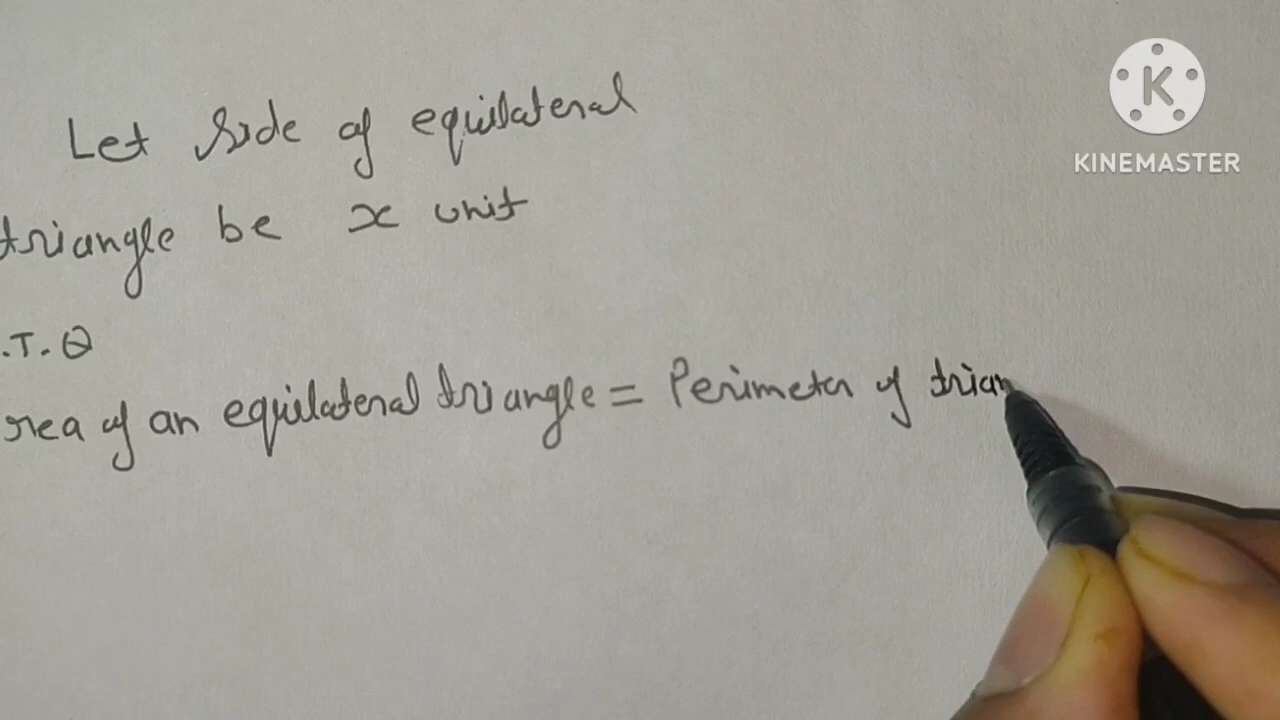 Let side of equilateral
triangle be x unit
.T.Q
rea of an equilateral triangle = Perimeter of trian
K
KINEMASTER